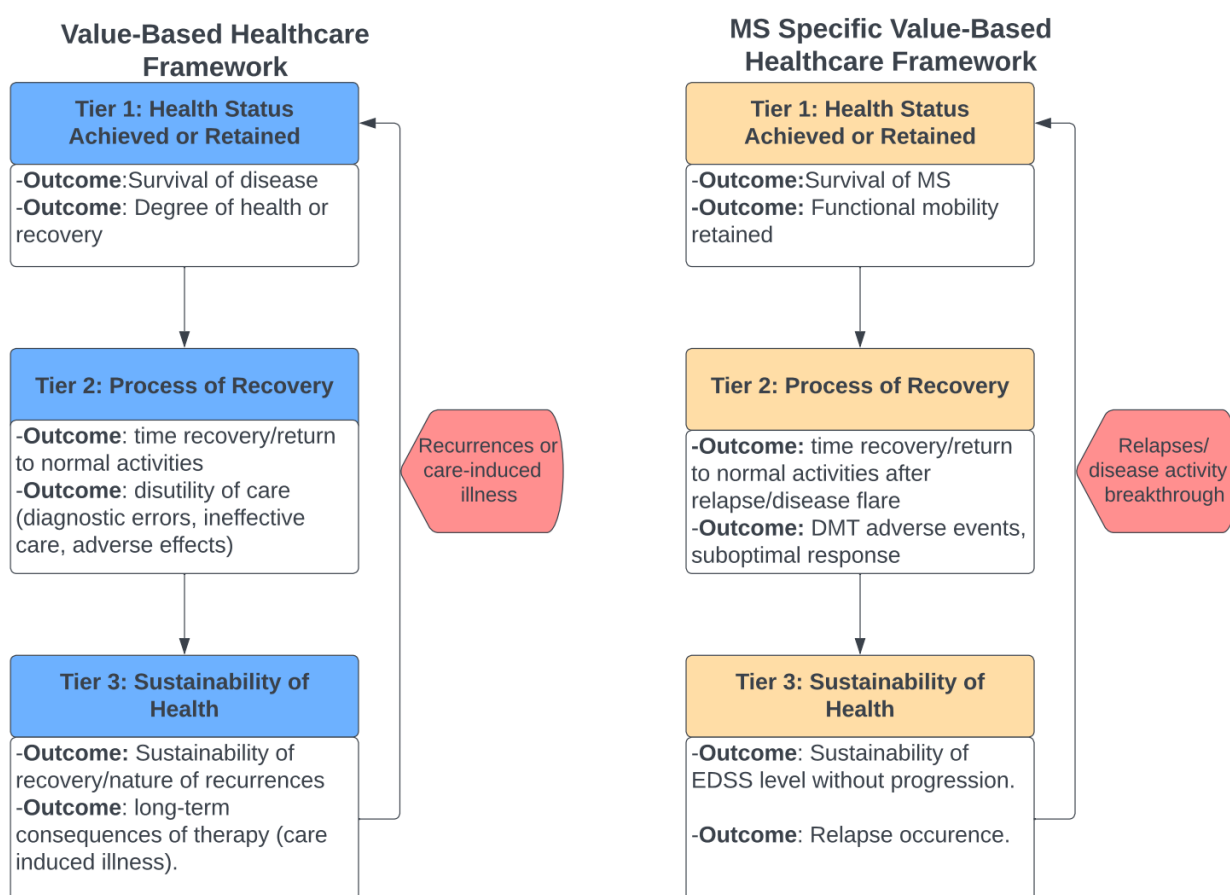 Value-Based Healthcare
Framework
Tier 1: Health Status
Achieved or Retained
-Outcome:Survival of disease
-Outcome: Degree of health or
recovery
Tier 2: Process of Recovery
-Outcome: time recovery/return
to normal activities
-Outcome: disutility of care
(diagnostic errors, ineffective
care, adverse effects)
Recurrences or
care-induced
illness
Tier 3: Sustainability of
Health
-Outcome: Sustainability of
recovery/nature of recurrences
-Outcome: long-term
consequences of therapy (care
induced illness).
MS Specific Value-Based
Healthcare Framework
Tier 1: Health Status
Achieved or Retained
-Outcome:Survival of MS
-Outcome: Functional mobility
retained
Tier 2: Process of Recovery
-Outcome: time recovery/return
to normal activities after
relapse/disease flare
-Outcome: DMT adverse events,
suboptimal response
Relapses/
disease activity
breakthrough
Tier 3: Sustainability of
Health
-Outcome: Sustainability of
EDSS level without progression.
-Outcome: Relapse occurence.